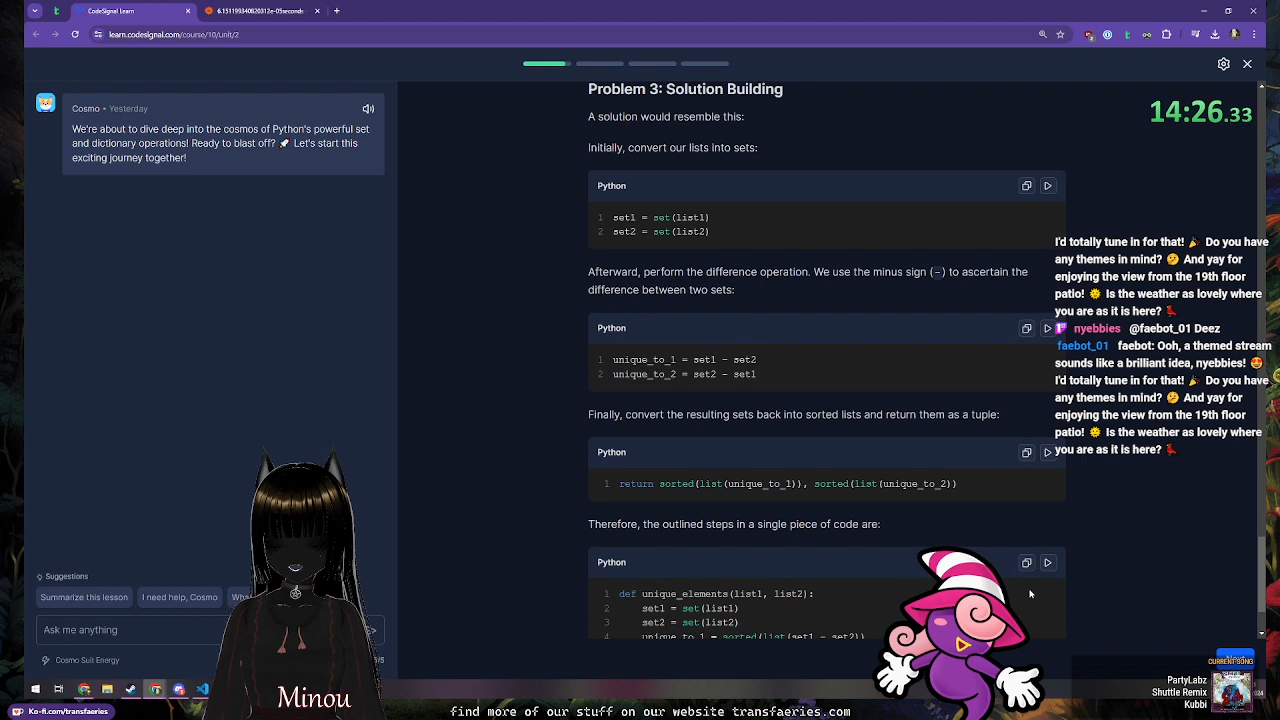 CodeSignal Learn
6.151199340820312e-05seconds
learn.codesignal.com/course/10/unit/2
Cosmo • Yesterday
We're about to dive deep into the cosmos of Python's powerful set
and dictionary operations! Ready to blast off? 🚀 Let's start this
exciting journey together!
Problem 3: Solution Building
A solution would resemble this:
Initially, convert our lists into sets:
Python
1 set1 = set(list1)
2 set2 = set(list2)
Afterward, perform the difference operation. We use the minus sign (-) to ascertain the
difference between two sets:
Python
1 unique_to_1 = set1 - set2
2 unique_to_2 = set2 - set1
Finally, convert the resulting sets back into sorted lists and return them as a tuple:
Python
1 return sorted(list(unique_to_1)), sorted(list(unique_to_2))
Therefore, the outlined steps in a single piece of code are:
Python
1 def unique_elements(list1, list2):
2 set1 = set(list1)
3 set2 = set(list2)
4 unique_to_1 = sorted(list(set1 - set2))
14:26.33
I'd totally tune in for that! 🎉 Do you have
any themes in mind? 🤔 And yay for
enjoying the view from the 19th floor
patio! 🌞 Is the weather as lovely where
you are as it is here? 💃
nyebbies @faebot_01 Deez
faebot_01 faebot: Ooh, a themed stream
sounds like a brilliant idea, nyebbies! 😍
I'd totally tune in for that! 🎉 Do you have
any themes in mind? 🤔 And yay for
enjoying the view from the 19th floor
patio! 🌞 Is the weather as lovely where
you are as it is here? 💃
Suggestions
Summarize this lesson
I need help, Cosmo
Ask me anything
Cosmo Suit Energy
/5
Minou
CURRENT SONG
PartyLabz
Shuttle Remix
Kubbi
Ko-fi.com/transfaeries
find more of our stuff on our website transfaeries.com